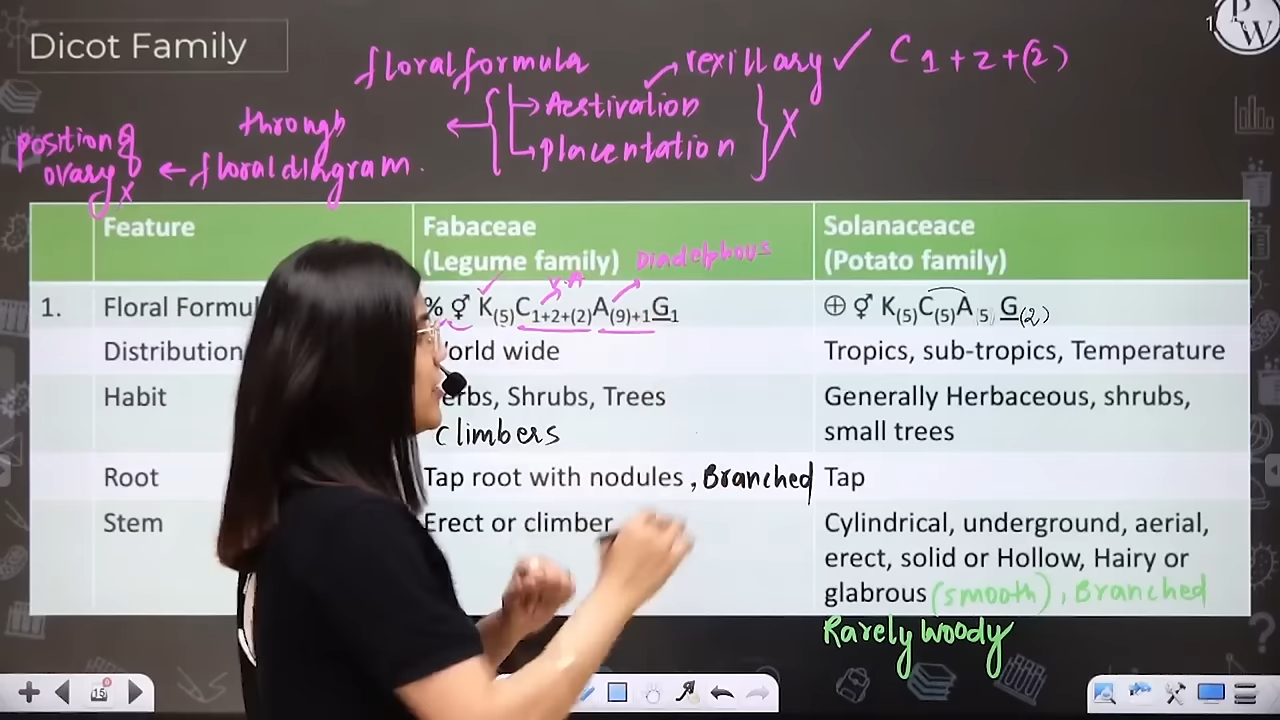 Dicot Family
floral formula
rexillary ✓ C 1+2+(2)
Aestivation
placentation
X
through
floral diagram.
position of
ovary
x
1
P
W
Feature
Fabaceae
(Legume family)
Diadelphous
Solanaceace
(Potato family)
V.A
1.
Floral Formul
% ⚥ K(5)C1+2+(2)A(9)+1G1
⊕ ⚥ K(5)C(5)A(5)G(2)
Distribution
orld wide
Tropics, sub-tropics, Temperature
Habit
erbs, Shrubs, Trees
Climbers
Generally Herbaceous, shrubs,
small trees
Root
Tap root with nodules , Branched
Tap
Stem
Erect or climber
Cylindrical, underground, aerial,
erect, solid or Hollow, Hairy or
glabrous (smooth), Branched
Rarely woody
15